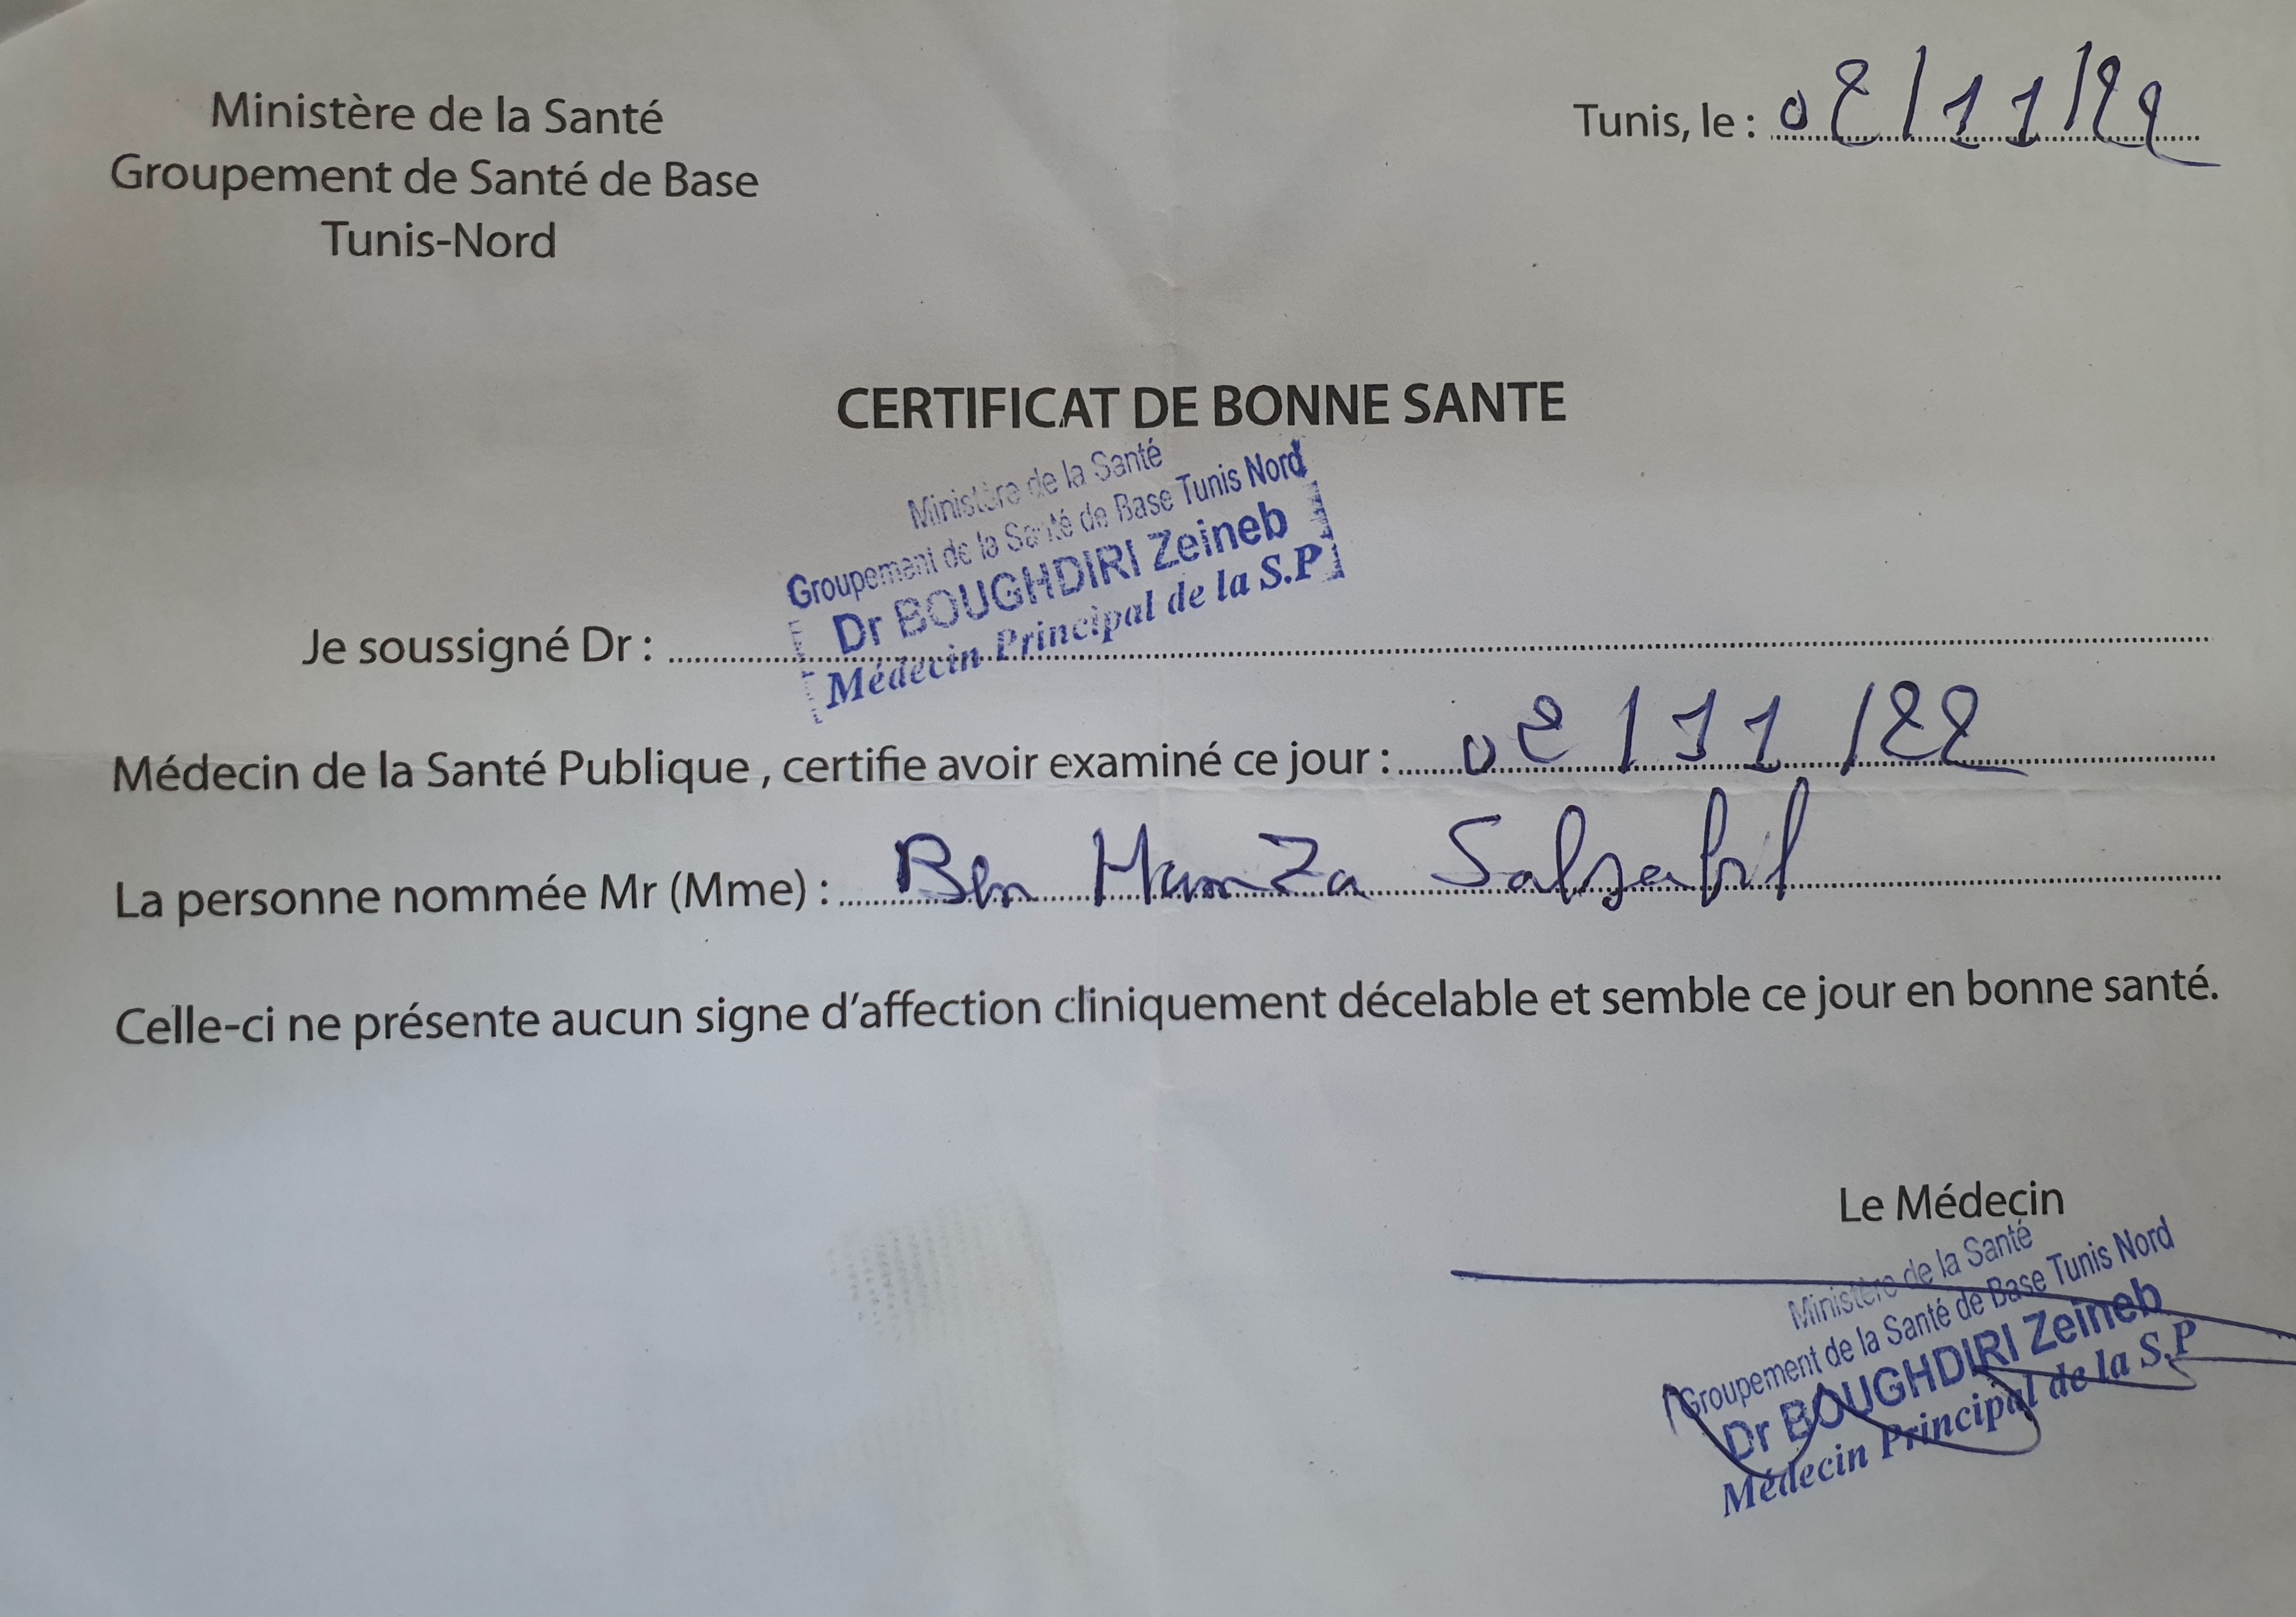 Ministère de la Santé
Groupement de Santé de Base
Tunis-Nord
Tunis, le : 02/11/22
CERTIFICAT DE BONNE SANTE
Ministère de la Santé
Groupement de la Santé de Base Tunis Nord
Dr BOUGHDIRI Zeineb
Médecin Principal de la S.P
Je soussigné Dr :
Médecin de la Santé Publique , certifie avoir examiné ce jour : 02/11/22
La personne nommée Mr (Mme) : Ben Hamza Salsabil
Celle-ci ne présente aucun signe d’affection cliniquement décelable et semble ce jour en bonne santé.
Le Médecin
Ministère de la Santé
Groupement de la Santé de Base Tunis Nord
Dr BOUGHDIRI Zeineb
Médecin Principal de la S.P